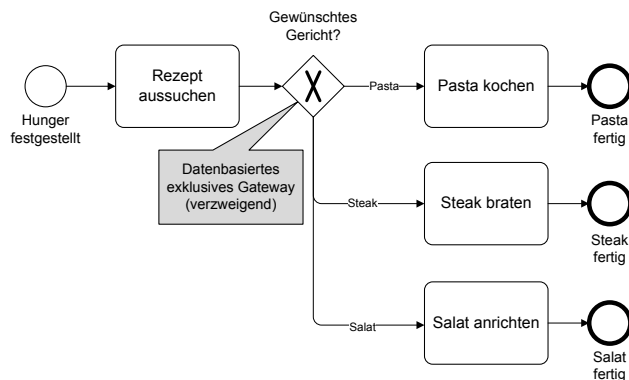 Gewünschtes
Gericht?
Hunger
festgestellt
Rezept
aussuchen
X
Datenbasiertes
exklusives Gateway
(verzweigend)
Pasta
Pasta kochen
Pasta
fertig
Steak
Steak braten
Steak
fertig
Salat
Salat anrichten
Salat
fertig